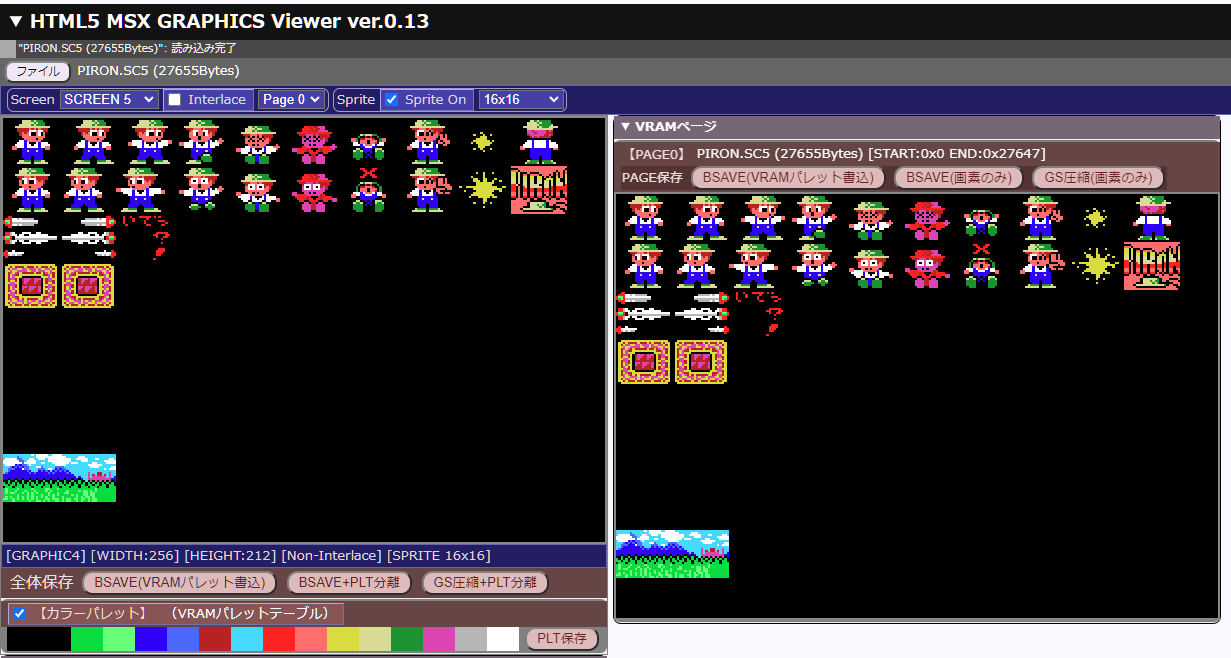 ▼ HTML5 MSX GRAPHICS Viewer ver.0.13
"PIRON.SC5 (27655Bytes)": 読み込み完了
ファイル PIRON.SC5 (27655Bytes)
Screen SCREEN 5 Interlace Page 0 Sprite Sprite On 16x16
いてっ
?
[GRAPHIC4] [WIDTH:256] [HEIGHT:212] [Non-Interlace] [SPRITE 16x16]
全体保存 BSAVE(VRAMパレット書込) BSAVE+PLT分離 GS圧縮+PLT分離
【カラーパレット】 （VRAMパレットテーブル）
PLT保存
▼ VRAMページ
【PAGE0】 PIRON.SC5 (27655Bytes) [START:0x0 END:0x27647]
PAGE保存 BSAVE(VRAMパレット書込) BSAVE(画素のみ) GS圧縮(画素のみ)
いてっ
?